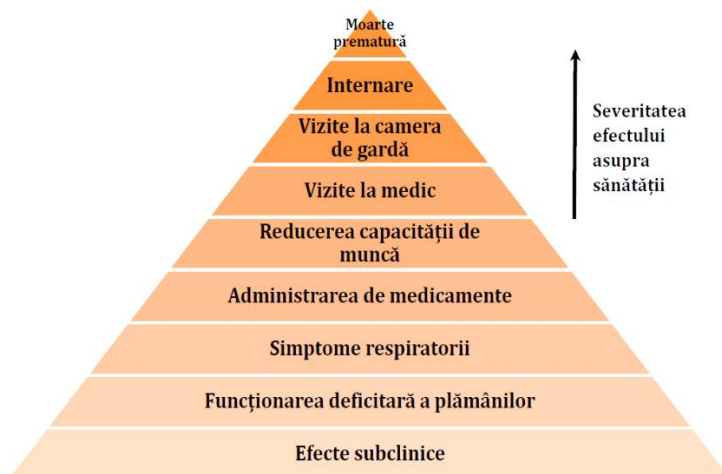 Moarte
prematură
Internare
Vizite la camera
de gardă
Vizite la medic
Reducerea capacității de
muncă
Administrarea de medicamente
Simptome respiratorii
Funcționarea deficitară a plămânilor
Efecte subclinice
Severitatea
efectului
asupra
sănătății